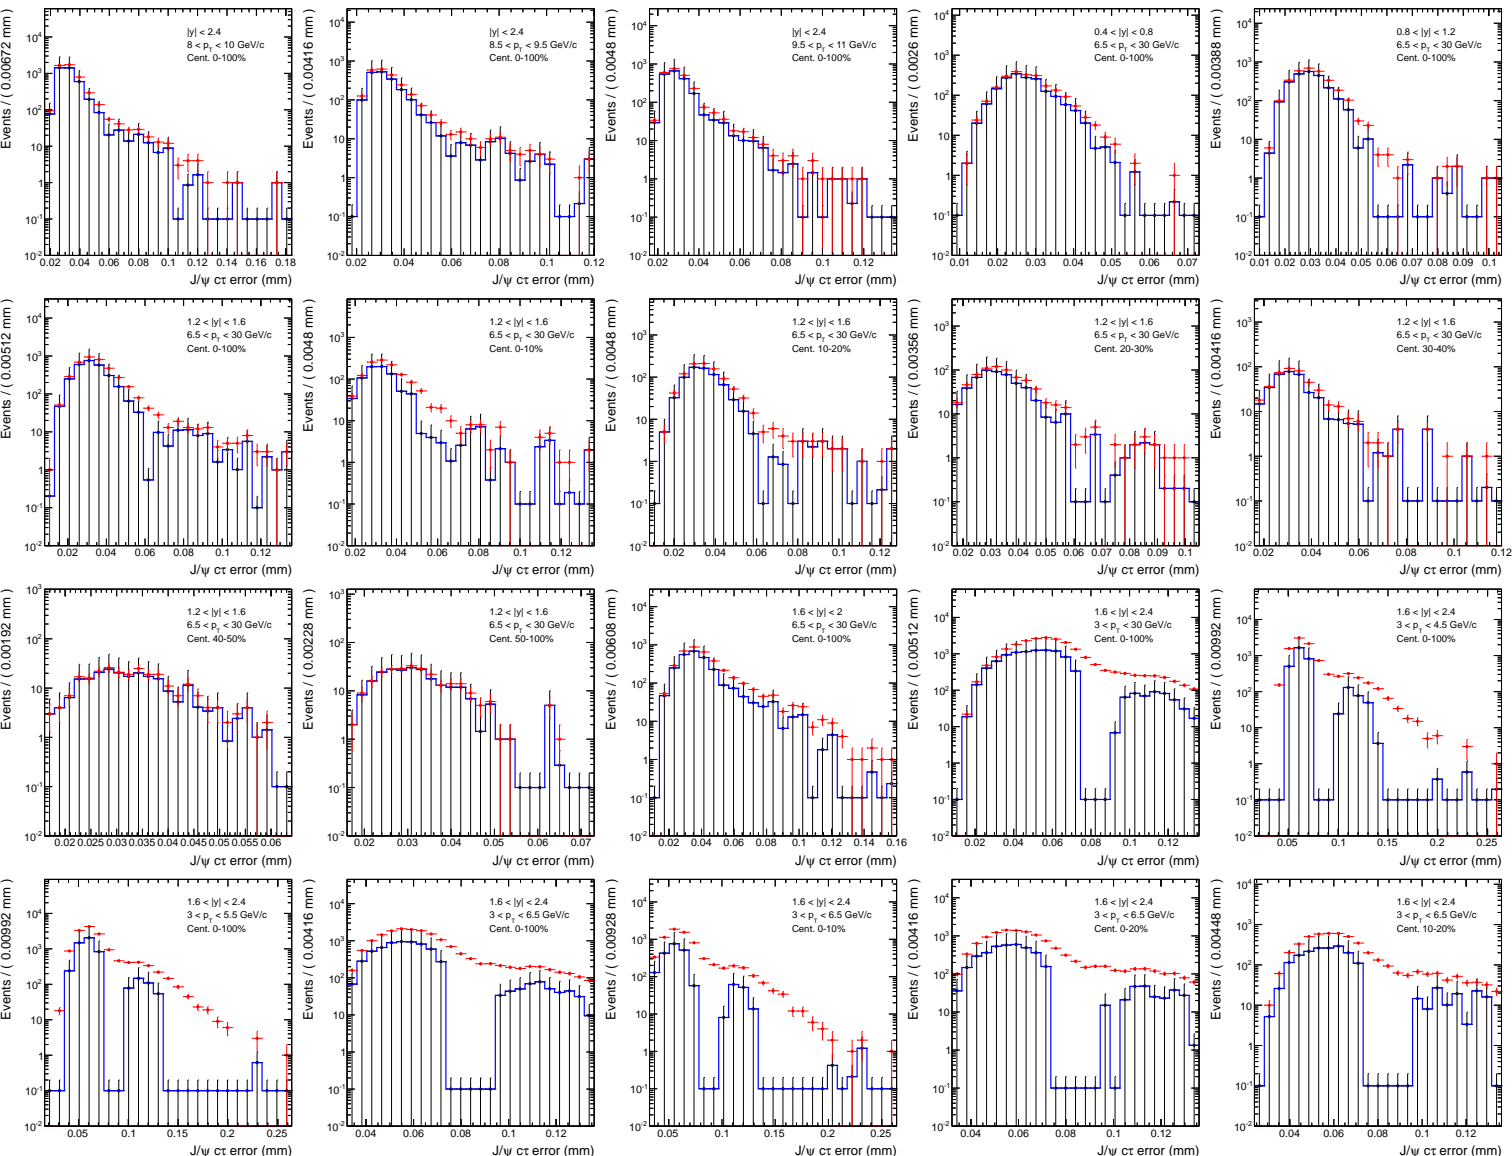 Events / ( 0.00672 mm )
|y| < 2.4
8 < p_T < 10 GeV/c
Cent. 0-100%
J/ψ cτ error (mm)
Events / ( 0.00416 mm )
|y| < 2.4
8.5 < p_T < 9.5 GeV/c
Cent. 0-100%
J/ψ cτ error (mm)
Events / ( 0.0048 mm )
|y| < 2.4
9.5 < p_T < 11 GeV/c
Cent. 0-100%
J/ψ cτ error (mm)
Events / ( 0.0026 mm )
0.4 < |y| < 0.8
6.5 < p_T < 30 GeV/c
Cent. 0-100%
J/ψ cτ error (mm)
Events / ( 0.00388 mm )
0.8 < |y| < 1.2
6.5 < p_T < 30 GeV/c
Cent. 0-100%
J/ψ cτ error (mm)
Events / ( 0.00512 mm )
1.2 < |y| < 1.6
6.5 < p_T < 30 GeV/c
Cent. 0-100%
J/ψ cτ error (mm)
Events / ( 0.0048 mm )
1.2 < |y| < 1.6
6.5 < p_T < 30 GeV/c
Cent. 0-10%
J/ψ cτ error (mm)
Events / ( 0.0048 mm )
1.2 < |y| < 1.6
6.5 < p_T < 30 GeV/c
Cent. 10-20%
J/ψ cτ error (mm)
Events / ( 0.00356 mm )
1.2 < |y| < 1.6
6.5 < p_T < 30 GeV/c
Cent. 20-30%
J/ψ cτ error (mm)
Events / ( 0.00416 mm )
1.2 < |y| < 1.6
6.5 < p_T < 30 GeV/c
Cent. 30-40%
J/ψ cτ error (mm)
Events / ( 0.00192 mm )
1.2 < |y| < 1.6
6.5 < p_T < 30 GeV/c
Cent. 40-50%
J/ψ cτ error (mm)
Events / ( 0.00228 mm )
1.2 < |y| < 1.6
6.5 < p_T < 30 GeV/c
Cent. 50-100%
J/ψ cτ error (mm)
Events / ( 0.00608 mm )
1.6 < |y| < 2
6.5 < p_T < 30 GeV/c
Cent. 0-100%
J/ψ cτ error (mm)
Events / ( 0.00512 mm )
1.6 < |y| < 2.4
3 < p_T < 30 GeV/c
Cent. 0-100%
J/ψ cτ error (mm)
Events / ( 0.00992 mm )
1.6 < |y| < 2.4
3 < p_T < 4.5 GeV/c
Cent. 0-100%
J/ψ cτ error (mm)
Events / ( 0.00992 mm )
1.6 < |y| < 2.4
3 < p_T < 5.5 GeV/c
Cent. 0-100%
J/ψ cτ error (mm)
Events / ( 0.00416 mm )
1.6 < |y| < 2.4
3 < p_T < 6.5 GeV/c
Cent. 0-100%
J/ψ cτ error (mm)
Events / ( 0.00928 mm )
1.6 < |y| < 2.4
3 < p_T < 6.5 GeV/c
Cent. 0-10%
J/ψ cτ error (mm)
Events / ( 0.00416 mm )
1.6 < |y| < 2.4
3 < p_T < 6.5 GeV/c
Cent. 0-20%
J/ψ cτ error (mm)
Events / ( 0.00448 mm )
1.6 < |y| < 2.4
3 < p_T < 6.5 GeV/c
Cent. 10-20%
J/ψ cτ error (mm)